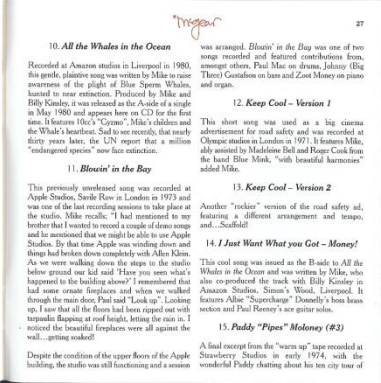 mcgear
27
10. All the Whales in the Ocean
Recorded at Amazon studios in Liverpool in 1980,
this gentle, plaintive song was written by Mike to raise
awareness of the plight of Blue Sperm Whales,
hunted to near extinction. Produced by Mike and
Billy Kinsley, it was released as the A-side of a single
in May 1980 and appears here on CD for the first
time. It features 10cc's "Gyzmo", Mike's children and
the Whale's heartbeat. Sad to see recently, that nearly
thirty years later, the UN report that a million
"endangered species" now face extinction.
11. Blowin' in the Bay
This previously unreleased song was recorded at
Apple Studios, Savile Row in London in 1973 and
was one of the last recording sessions to take place at
the studio. Mike recalls; "I had mentioned to my
brother that I wanted to record a couple of demo songs
and he mentioned that we might be able to use Apple
Studios. By that time Apple was winding down and
things had broken down completely with Allen Klein.
As we were walking down the steps to the studio
below ground our kid said 'Have you seen what's
happened to the building above?' I remembered that
had some ornate fireplaces and when we walked
through the main door, Paul said "Look up". Looking
up, I saw that all the floors had been ripped out with
tarpaulin flapping at roof height, letting the rain in. I
noticed the beautiful fireplaces were all against the
wall...getting soaked!
Despite the condition of the upper floors of the Apple
building, the studio was still functioning and a session
was arranged. Blowin' in the Bay was one of two
songs recorded and featured contributions from,
amongst others, Paul Mac on drums, Johnny (Big
Three) Gustafson on bass and Zoot Money on piano
and organ.
12. Keep Cool – Version 1
This short song was used as a big cinema
advertisement for road safety and was recorded at
Olympic studios in London in 1971. It features Mike,
ably assisted by Madeleine Bell and Roger Cook from
the band Blue Mink, "with beautiful harmonies"
added Mike.
13. Keep Cool – Version 2
Another "rockier" version of the road safety ad,
featuring a different arrangement and tempo,
and...Scaffold!
14. I Just Want What you Got – Money!
This cool song was issued as the B-side to All the
Whales in the Ocean and was written by Mike, who
also co-produced the track with Billy Kinsley in
Amazon Studios, Simon's Wood, Liverpool. It
features Albie "Supercharge" Donnelly's boss brass
section and Paul Reeney's ace guitar solos.
15. Paddy "Pipes" Moloney (#3)
A final excerpt from the "warm up" tape recorded at
Strawberry Studios in early 1974, with the
wonderful Paddy chatting about his ten city tour of